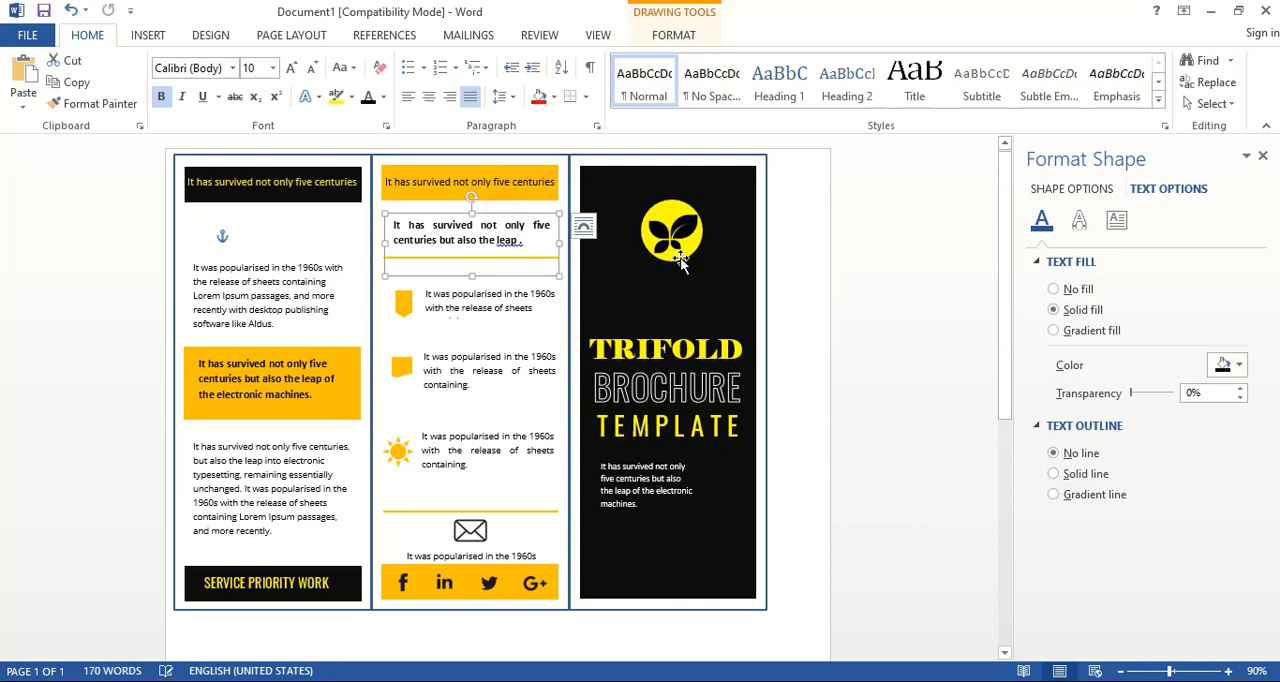 Document1 [Compatibility Mode] - Word
DRAWING TOOLS
?
FILE
HOME
INSERT
DESIGN
PAGE LAYOUT
REFERENCES
MAILINGS
REVIEW
VIEW
FORMAT
Sign in
Paste
Cut
Copy
Format Painter
Clipboard
Calibri (Body)
10
Font
Paragraph
AaBbCcDc
¶ Normal
AaBbCcDc
¶ No Spac...
AaBbC
Heading 1
AaBbCcD
Heading 2
AaB
Title
AaBbCcD
Subtitle
AaBbCcDc
Subtle Em...
AaBbCcDc
Emphasis
Styles
Find
Replace
Select
Editing
It has survived not only five centuries
It was popularised in the 1960s with
the release of sheets containing
Lorem Ipsum passages, and more
recently with desktop publishing
software like Aldus.
It has survived not only five
centuries but also the leap of
the electronic machines.
It has survived not only five centuries,
but also the leap into electronic
typesetting, remaining essentially
unchanged. It was popularised in the
1960s with the release of sheets
containing Lorem Ipsum passages,
and more recently.
SERVICE PRIORITY WORK
It has survived not only five centuries
It has survived not only five
centuries but also the leap .
It was popularised in the 1960s
with the release of sheets
It was popularised in the 1960s
with the release of sheets
containing.
It was popularised in the 1960s
with the release of sheets
containing.
It was popularised in the 1960s
f in G+
TRIFOLD
BROCHURE
TEMPLATE
It has survived not only
five centuries but also
the leap of the electronic
machines.
Format Shape
SHAPE OPTIONS
TEXT OPTIONS
TEXT FILL
No fill
Solid fill
Gradient fill
Color
Transparency
0%
TEXT OUTLINE
No line
Solid line
Gradient line
PAGE 1 OF 1
170 WORDS
ENGLISH (UNITED STATES)
90%